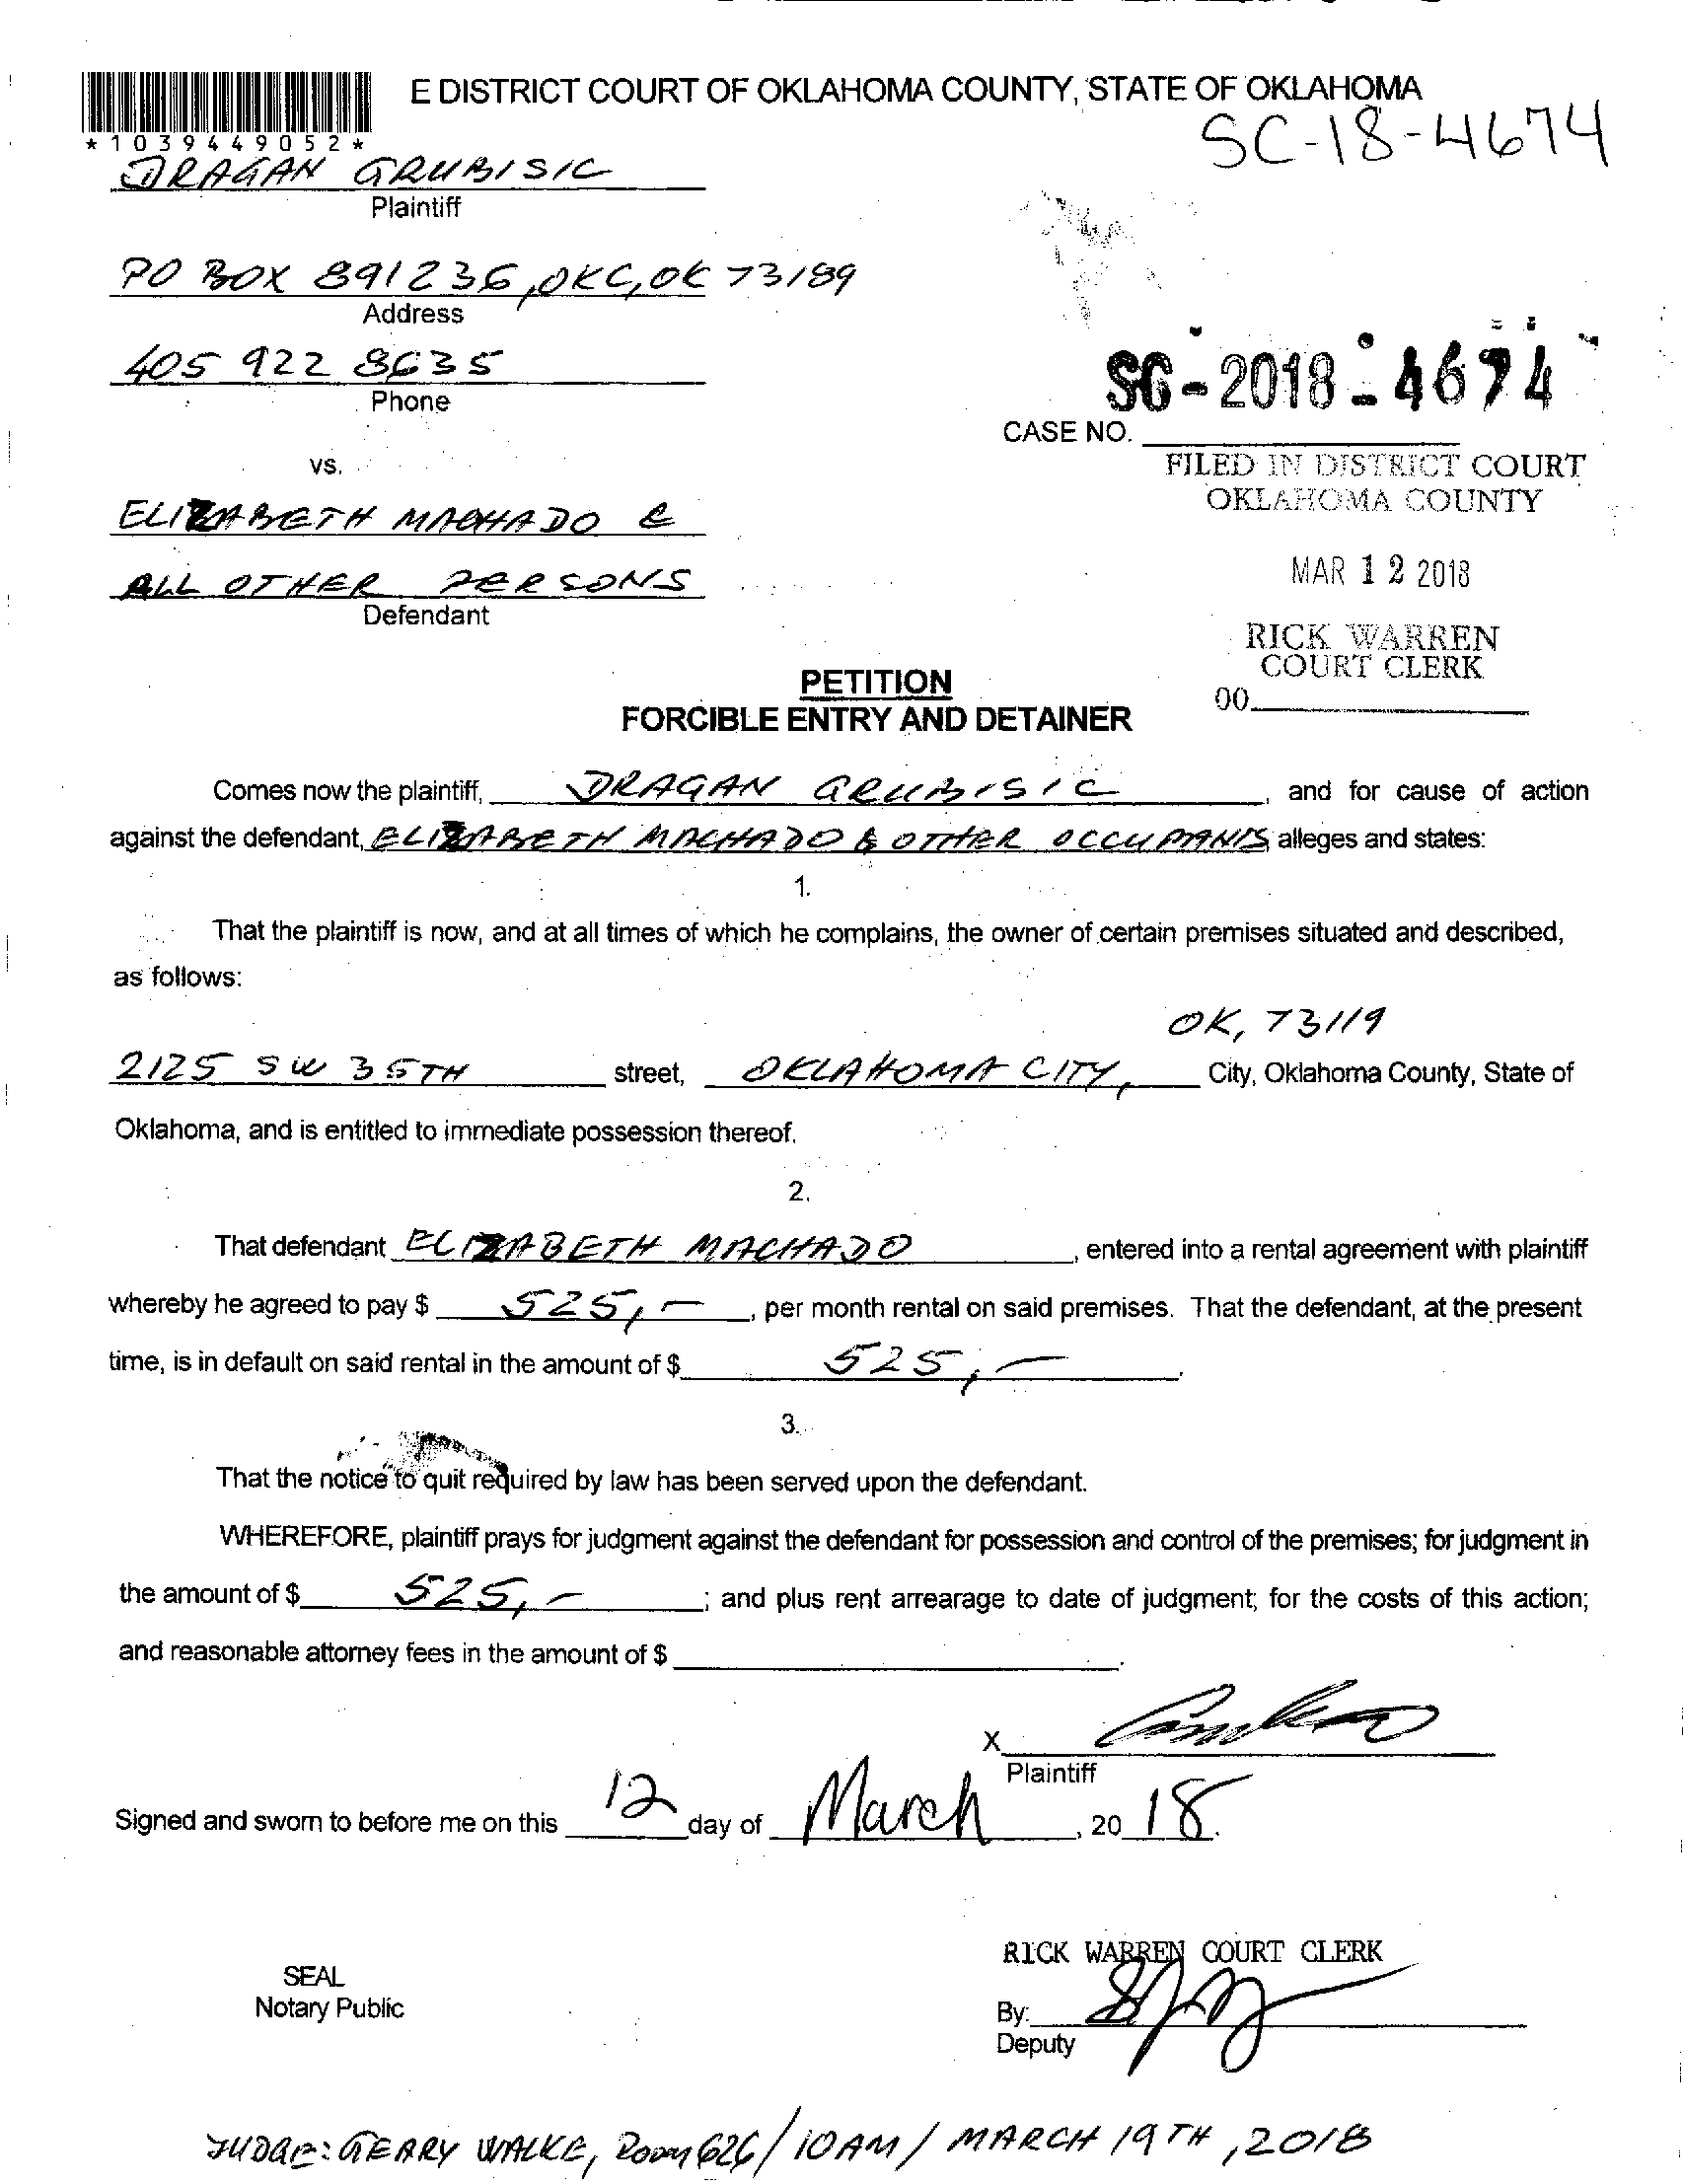 E DISTRICT COURT OF OKLAHOMA COUNTY, STATE OF OKLAHOMA
*1039449052*
SC-18-4674
DRAGAN GRUBISIC
Plaintiff
PO BOX 891236, OKC, OK 73189
Address
405 922 8635
Phone
SC-2018-4674
CASE NO.
vs.
FILED IN DISTRICT COURT
OKLAHOMA COUNTY
ELIZABETH MACHADO &
ALL OTHER PERSONS
Defendant
MAR 12 2018
RICK WARREN
COURT CLERK
00
PETITION
FORCIBLE ENTRY AND DETAINER
Comes now the plaintiff, DRAGAN GRUBISIC, and for cause of action
against the defendant, ELIZABETH MACHADO & OTHER OCCUPANTS alleges and states:
1.
That the plaintiff is now, and at all times of which he complains, the owner of certain premises situated and described,
as follows:
OK, 73119
2125 SW 35TH street, OKLAHOMA CITY, City, Oklahoma County, State of
Oklahoma, and is entitled to immediate possession thereof.
2.
That defendant ELIZABETH MACHADO, entered into a rental agreement with plaintiff
whereby he agreed to pay $ 525,-, per month rental on said premises. That the defendant, at the present
time, is in default on said rental in the amount of $ 525,-.
3.
That the notice to quit required by law has been served upon the defendant.
WHEREFORE, plaintiff prays for judgment against the defendant for possession and control of the premises; for judgment in
the amount of $ 525,-; and plus rent arrearage to date of judgment; for the costs of this action;
and reasonable attorney fees in the amount of $.
X
Plaintiff
Signed and sworn to before me on this 12 day of March, 2018.
RICK WARREN COURT CLERK
SEAL
Notary Public
By:
Deputy
JUDGE: GEARY WALKE, Room 626/10AM/MARCH 19TH, 2018